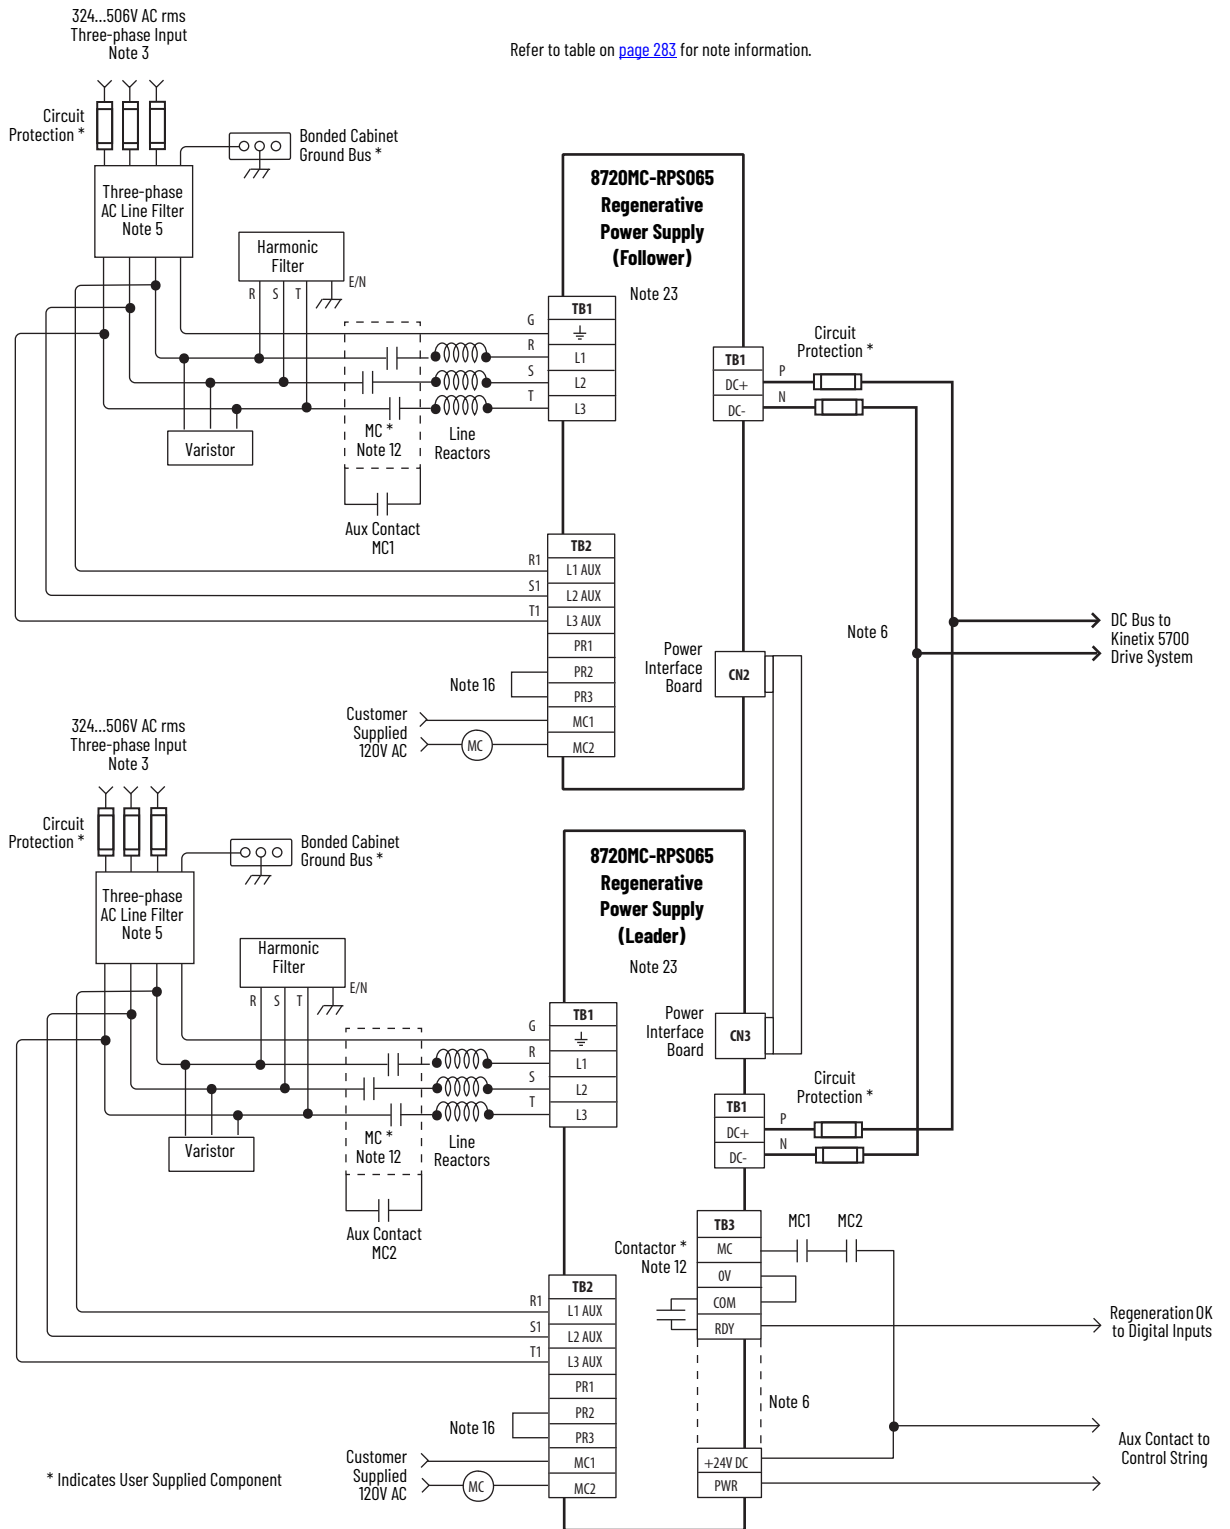 324...506V AC rms
Three-phase Input
Note 3
Refer to table on page 283 for note information.
Circuit
Protection *
Bonded Cabinet
Ground Bus *
Three-phase
AC Line Filter
Note 5
Harmonic
Filter
E/N
R S T
8720MC-RPS065
Regenerative
Power Supply
(Follower)
Note 23
TB1
G
R
L1
S
L2
T
L3
MC *
Note 12
Line
Reactors
Varistor
Aux Contact
MC1
Circuit
Protection *
TB1
P
DC+
N
DC-
TB2
R1
L1 AUX
S1
L2 AUX
T1
L3 AUX
PR1
PR2
PR3
Note 16
MC1
MC2
Customer
Supplied
120V AC
MC
Power
Interface
Board
CN2
Note 6
DC Bus to
Kinetix 5700
Drive System
324...506V AC rms
Three-phase Input
Note 3
Circuit
Protection *
Bonded Cabinet
Ground Bus *
Three-phase
AC Line Filter
Note 5
Harmonic
Filter
E/N
R S T
8720MC-RPS065
Regenerative
Power Supply
(Leader)
Note 23
TB1
G
R
L1
S
L2
T
L3
MC *
Note 12
Line
Reactors
Varistor
Aux Contact
MC2
Power
Interface
Board
CN3
Circuit
Protection *
TB1
P
DC+
N
DC-
TB3
MC1 MC2
Contactor *
Note 12
MC
0V
COM
RDY
Regeneration OK
to Digital Inputs
Note 6
+24V DC
PWR
Aux Contact to
Control String
TB2
R1
L1 AUX
S1
L2 AUX
T1
L3 AUX
PR1
PR2
PR3
Note 16
MC1
MC2
Customer
Supplied
120V AC
MC
* Indicates User Supplied Component